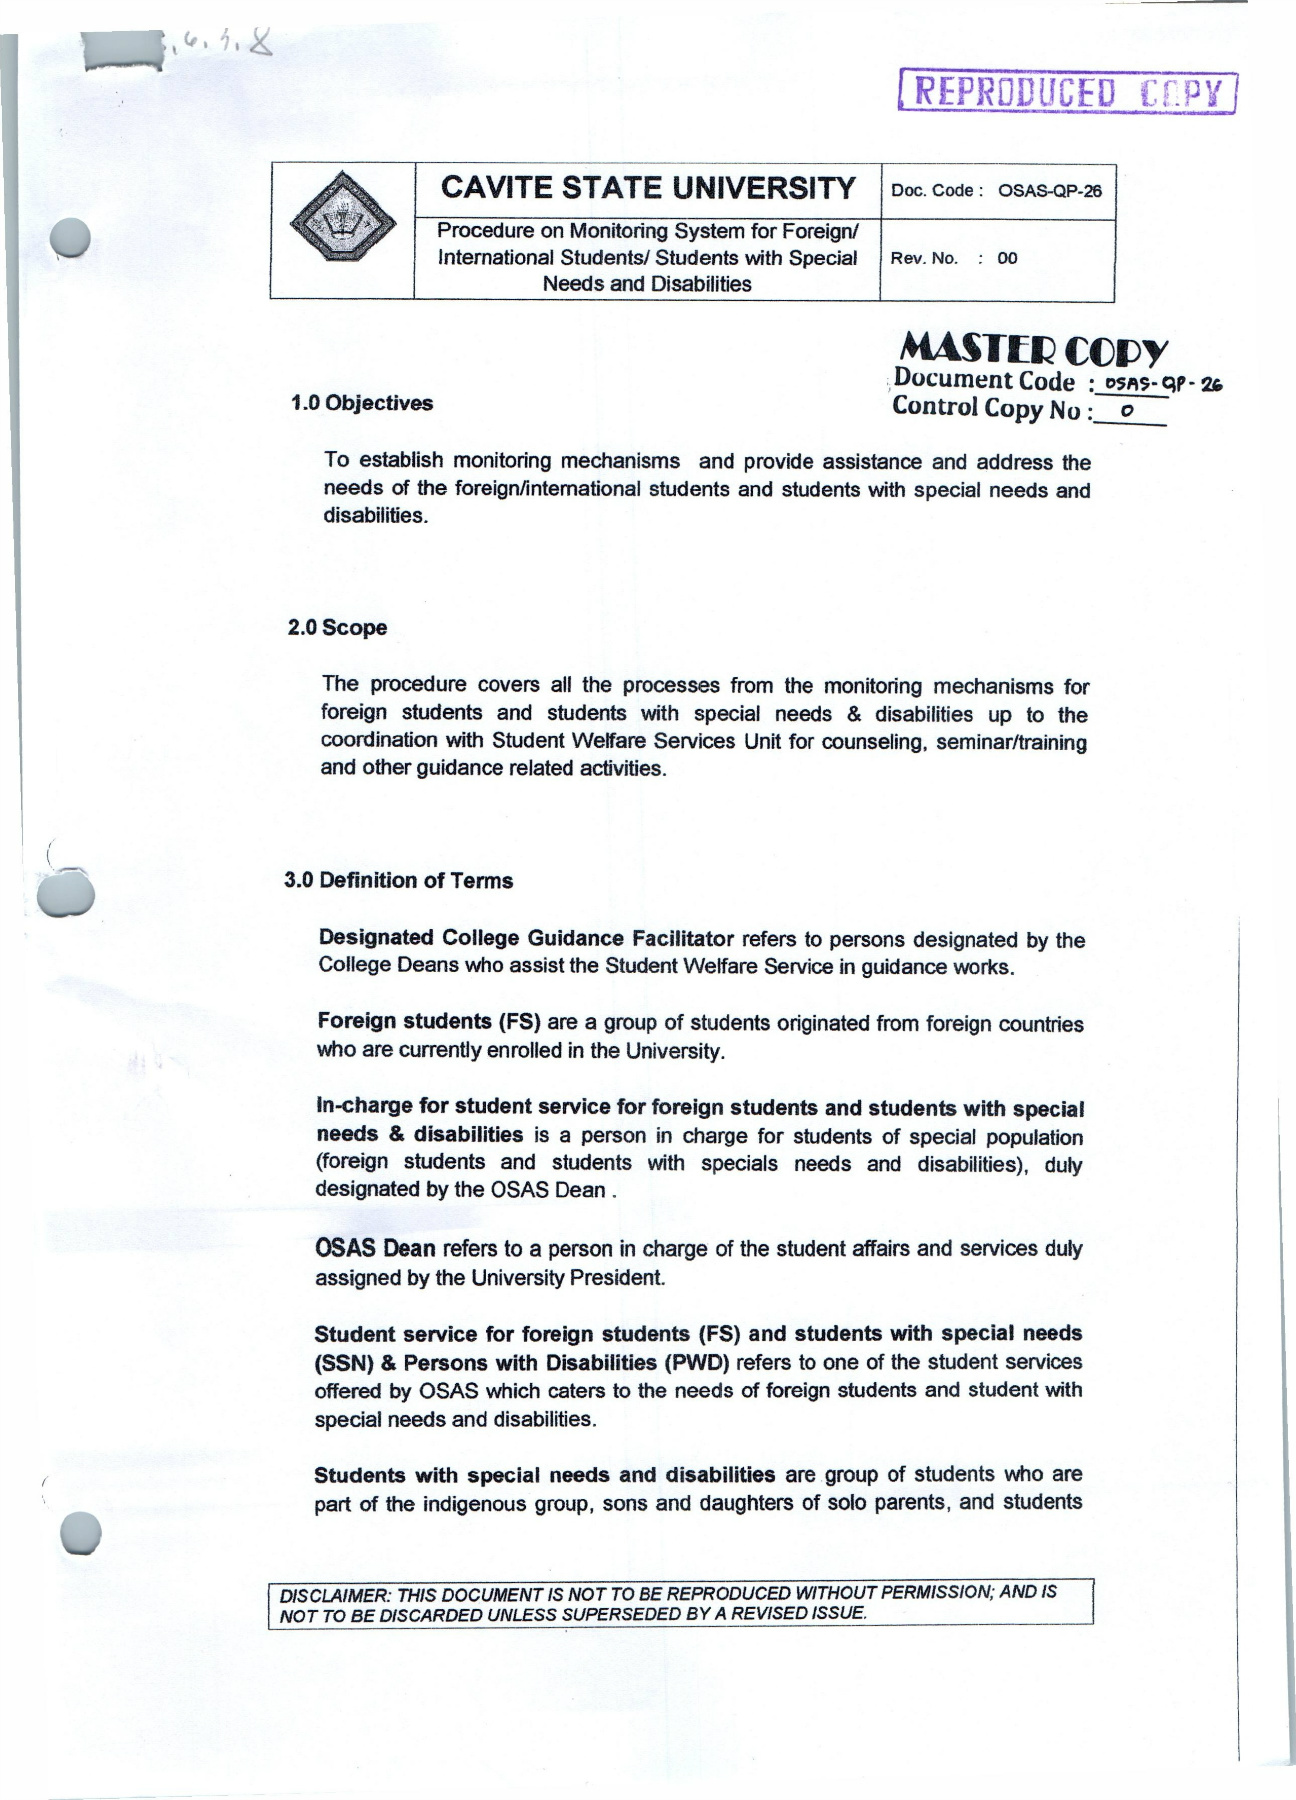 6.4.8
REPRODUCED COPY
CAVITE STATE UNIVERSITY
Doc. Code : OSAS-QP-26
Procedure on Monitoring System for Foreign/
International Students/ Students with Special
Needs and Disabilities
Rev. No. : 00
MASTER COPY
Document Code : OSAS-QP-26
Control Copy No : 0
1.0 Objectives
To establish monitoring mechanisms and provide assistance and address the
needs of the foreign/international students and students with special needs and
disabilities.
2.0 Scope
The procedure covers all the processes from the monitoring mechanisms for
foreign students and students with special needs & disabilities up to the
coordination with Student Welfare Services Unit for counseling, seminar/training
and other guidance related activities.
3.0 Definition of Terms
Designated College Guidance Facilitator refers to persons designated by the
College Deans who assist the Student Welfare Service in guidance works.
Foreign students (FS) are a group of students originated from foreign countries
who are currently enrolled in the University.
In-charge for student service for foreign students and students with special
needs & disabilities is a person in charge for students of special population
(foreign students and students with specials needs and disabilities), duly
designated by the OSAS Dean .
OSAS Dean refers to a person in charge of the student affairs and services duly
assigned by the University President.
Student service for foreign students (FS) and students with special needs
(SSN) & Persons with Disabilities (PWD) refers to one of the student services
offered by OSAS which caters to the needs of foreign students and student with
special needs and disabilities.
Students with special needs and disabilities are group of students who are
part of the indigenous group, sons and daughters of solo parents, and students
DISCLAIMER: THIS DOCUMENT IS NOT TO BE REPRODUCED WITHOUT PERMISSION; AND IS
NOT TO BE DISCARDED UNLESS SUPERSEDED BY A REVISED ISSUE.